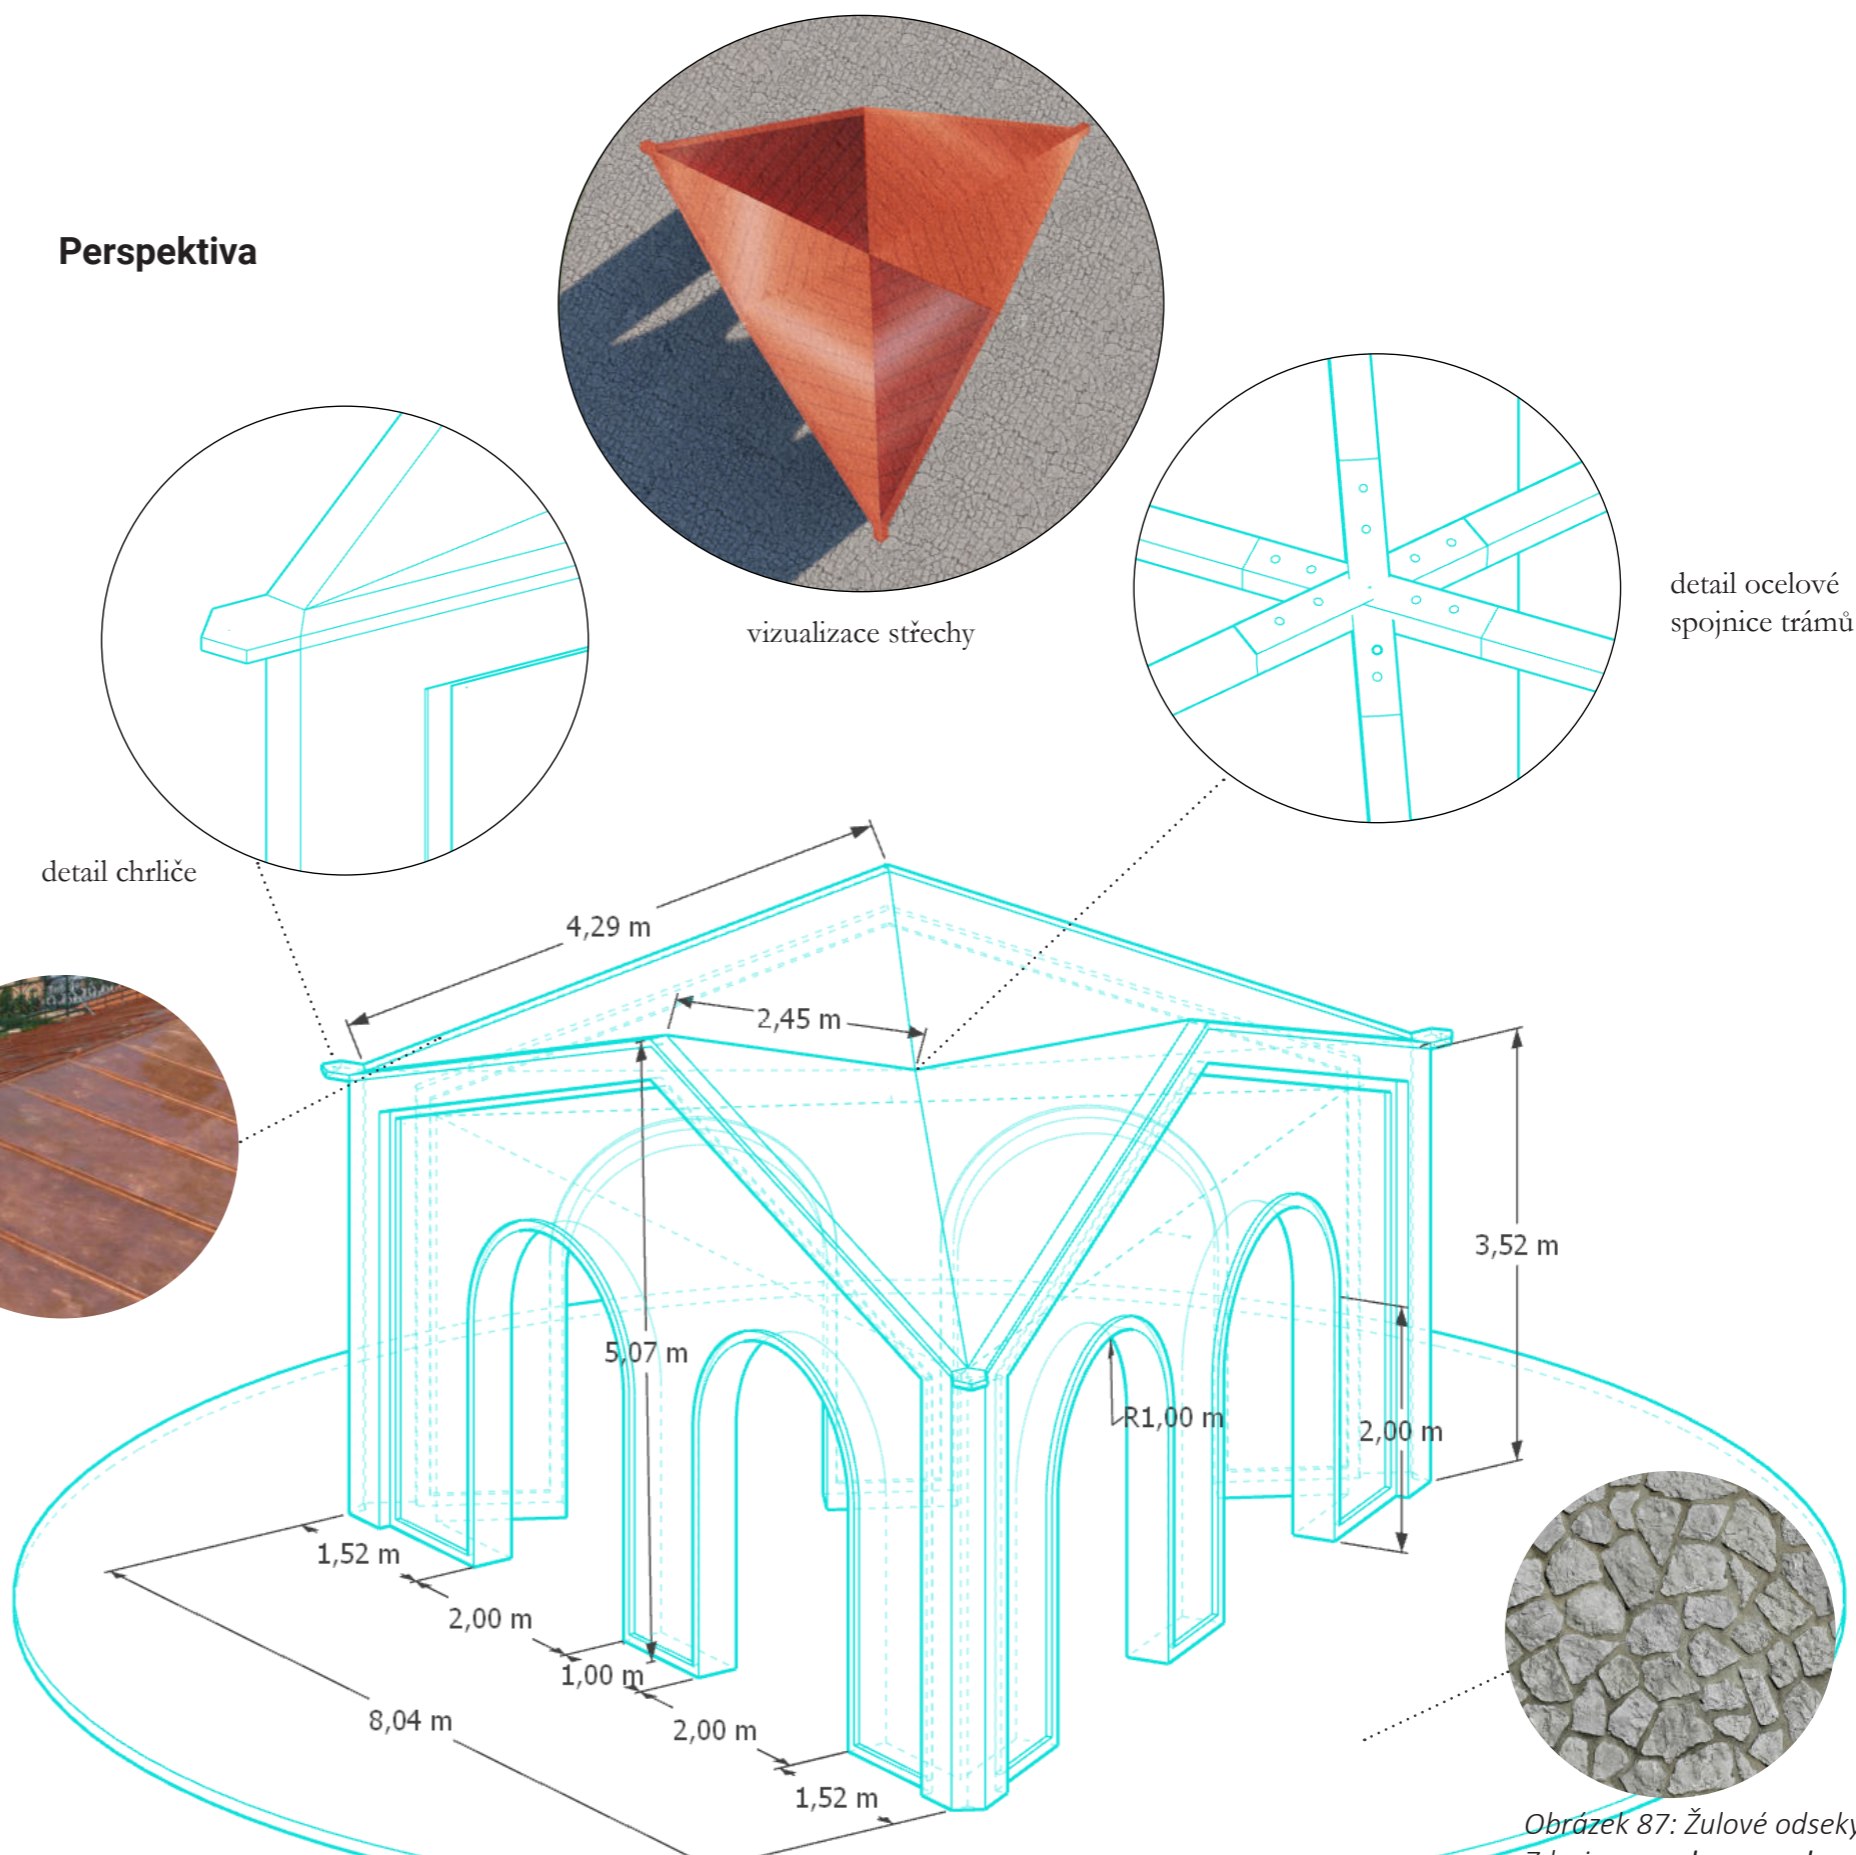 Perspektiva
vizualizace střechy
detail ocelové
spojnice trámů
detail chrliče
4,29 m
2,45 m
3,52 m
5,07 m
R1,00 m
2,00 m
1,52 m
2,00 m
1,00 m
8,04 m
2,00 m
1,52 m
Obrázek 87: Žulové odseky